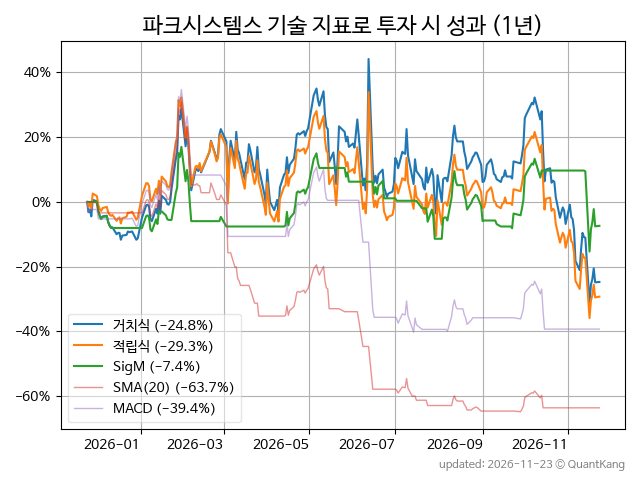 파크시스템스 기술 지표로 투자 시 성과 (1년)
40%
20%
0%
−20%
−40%
−60%
거치식 (−24.8%)
적립식 (−29.3%)
SigM (−7.4%)
SMA(20) (−63.7%)
MACD (−39.4%)
2026−01 2026−03 2026−05 2026−07 2026−09 2026−11
updated: 2026−11−23 ⓒ QuantKang